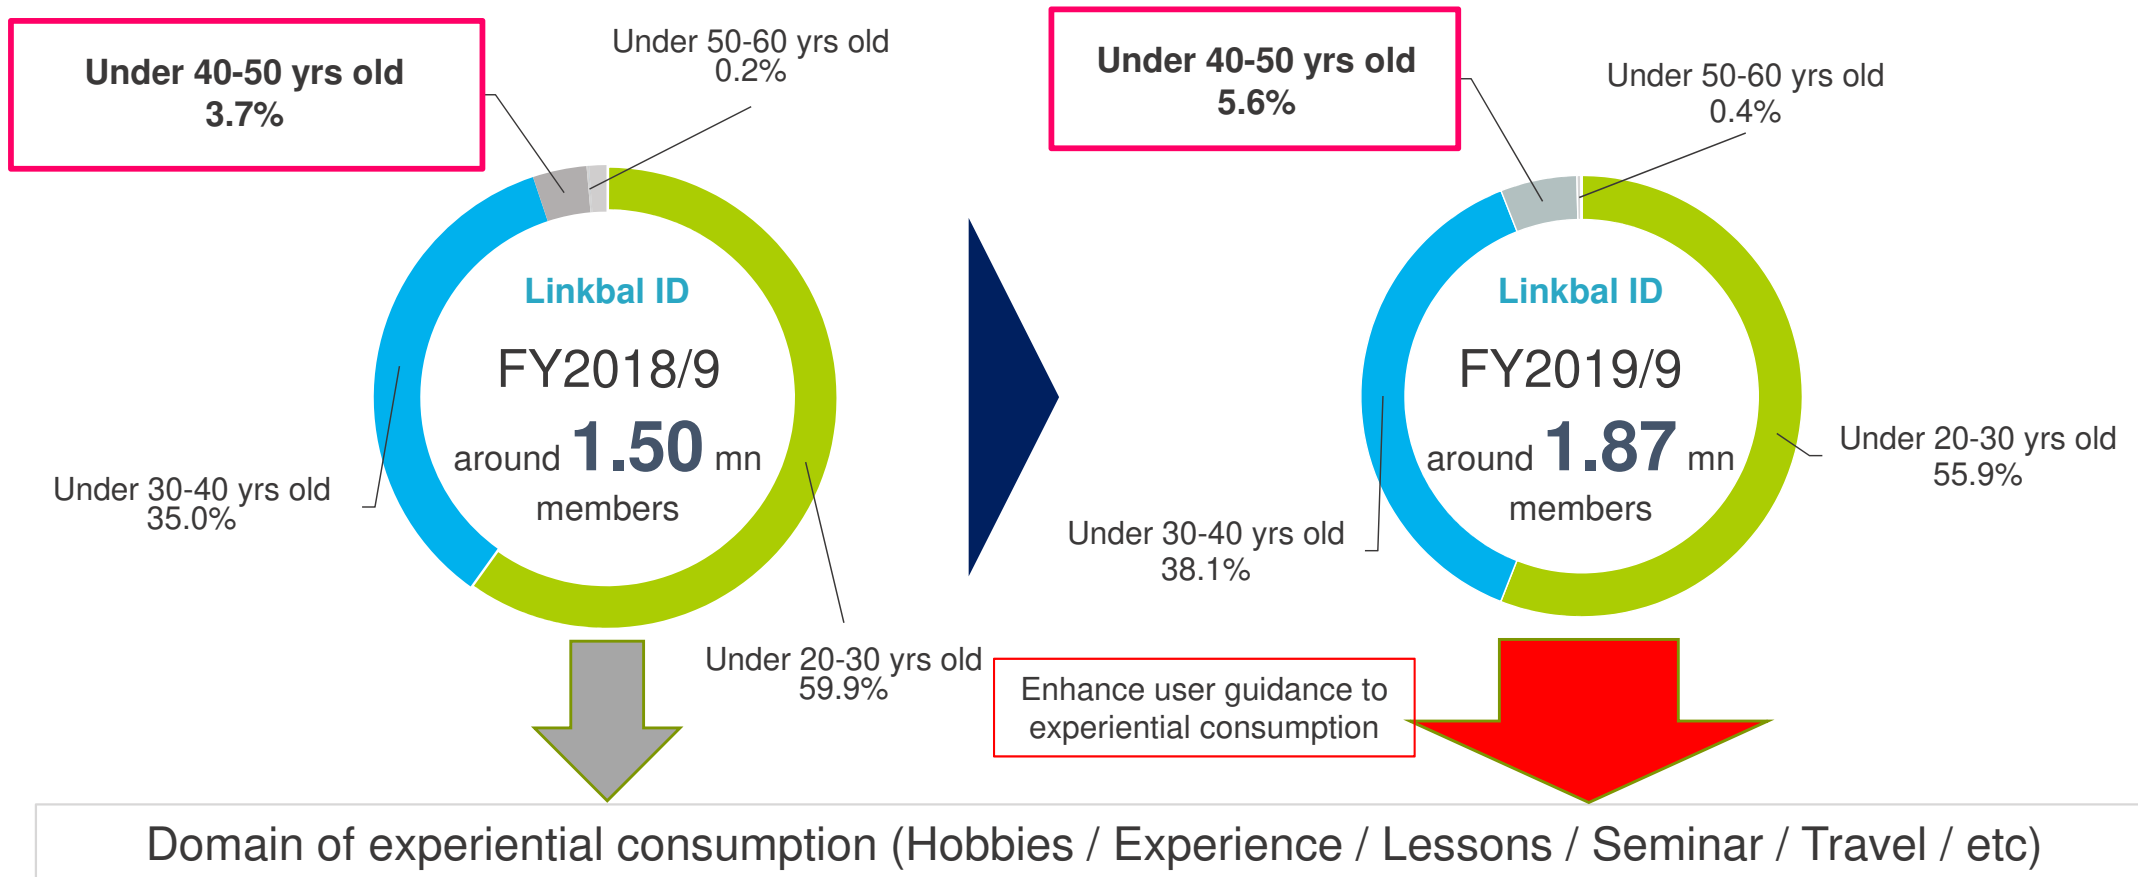 Under 40-50 yrs old
3.7%
Under 50-60 yrs old
0.2%
Linkbal ID
FY2018/9
around 1.50 mn
members
Under 30-40 yrs old
35.0%
Under 20-30 yrs old
59.9%
Under 40-50 yrs old
5.6%
Under 50-60 yrs old
0.4%
Linkbal ID
FY2019/9
around 1.87 mn
members
Under 20-30 yrs old
55.9%
Under 30-40 yrs old
38.1%
Enhance user guidance to
experiential consumption
Domain of experiential consumption (Hobbies / Experience / Lessons / Seminar / Travel / etc)